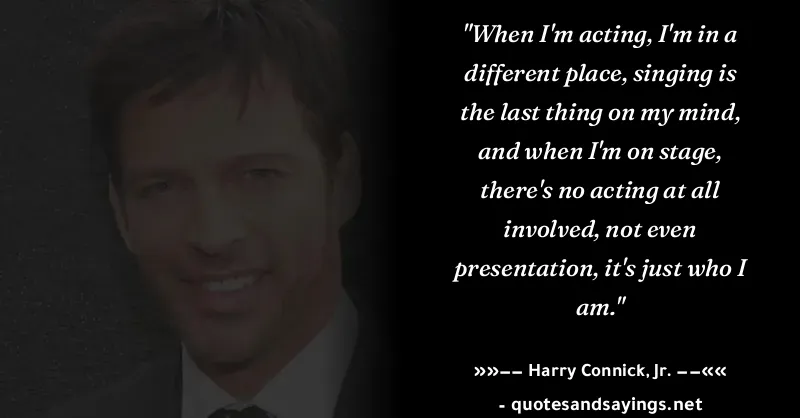 "When I'm acting, I'm in a
different place, singing is
the last thing on my mind,
and when I'm on stage,
there's no acting at all
involved, not even
presentation, it's just who I
am."
»»–– Harry Connick, Jr. ––««
- quotesandsayings.net